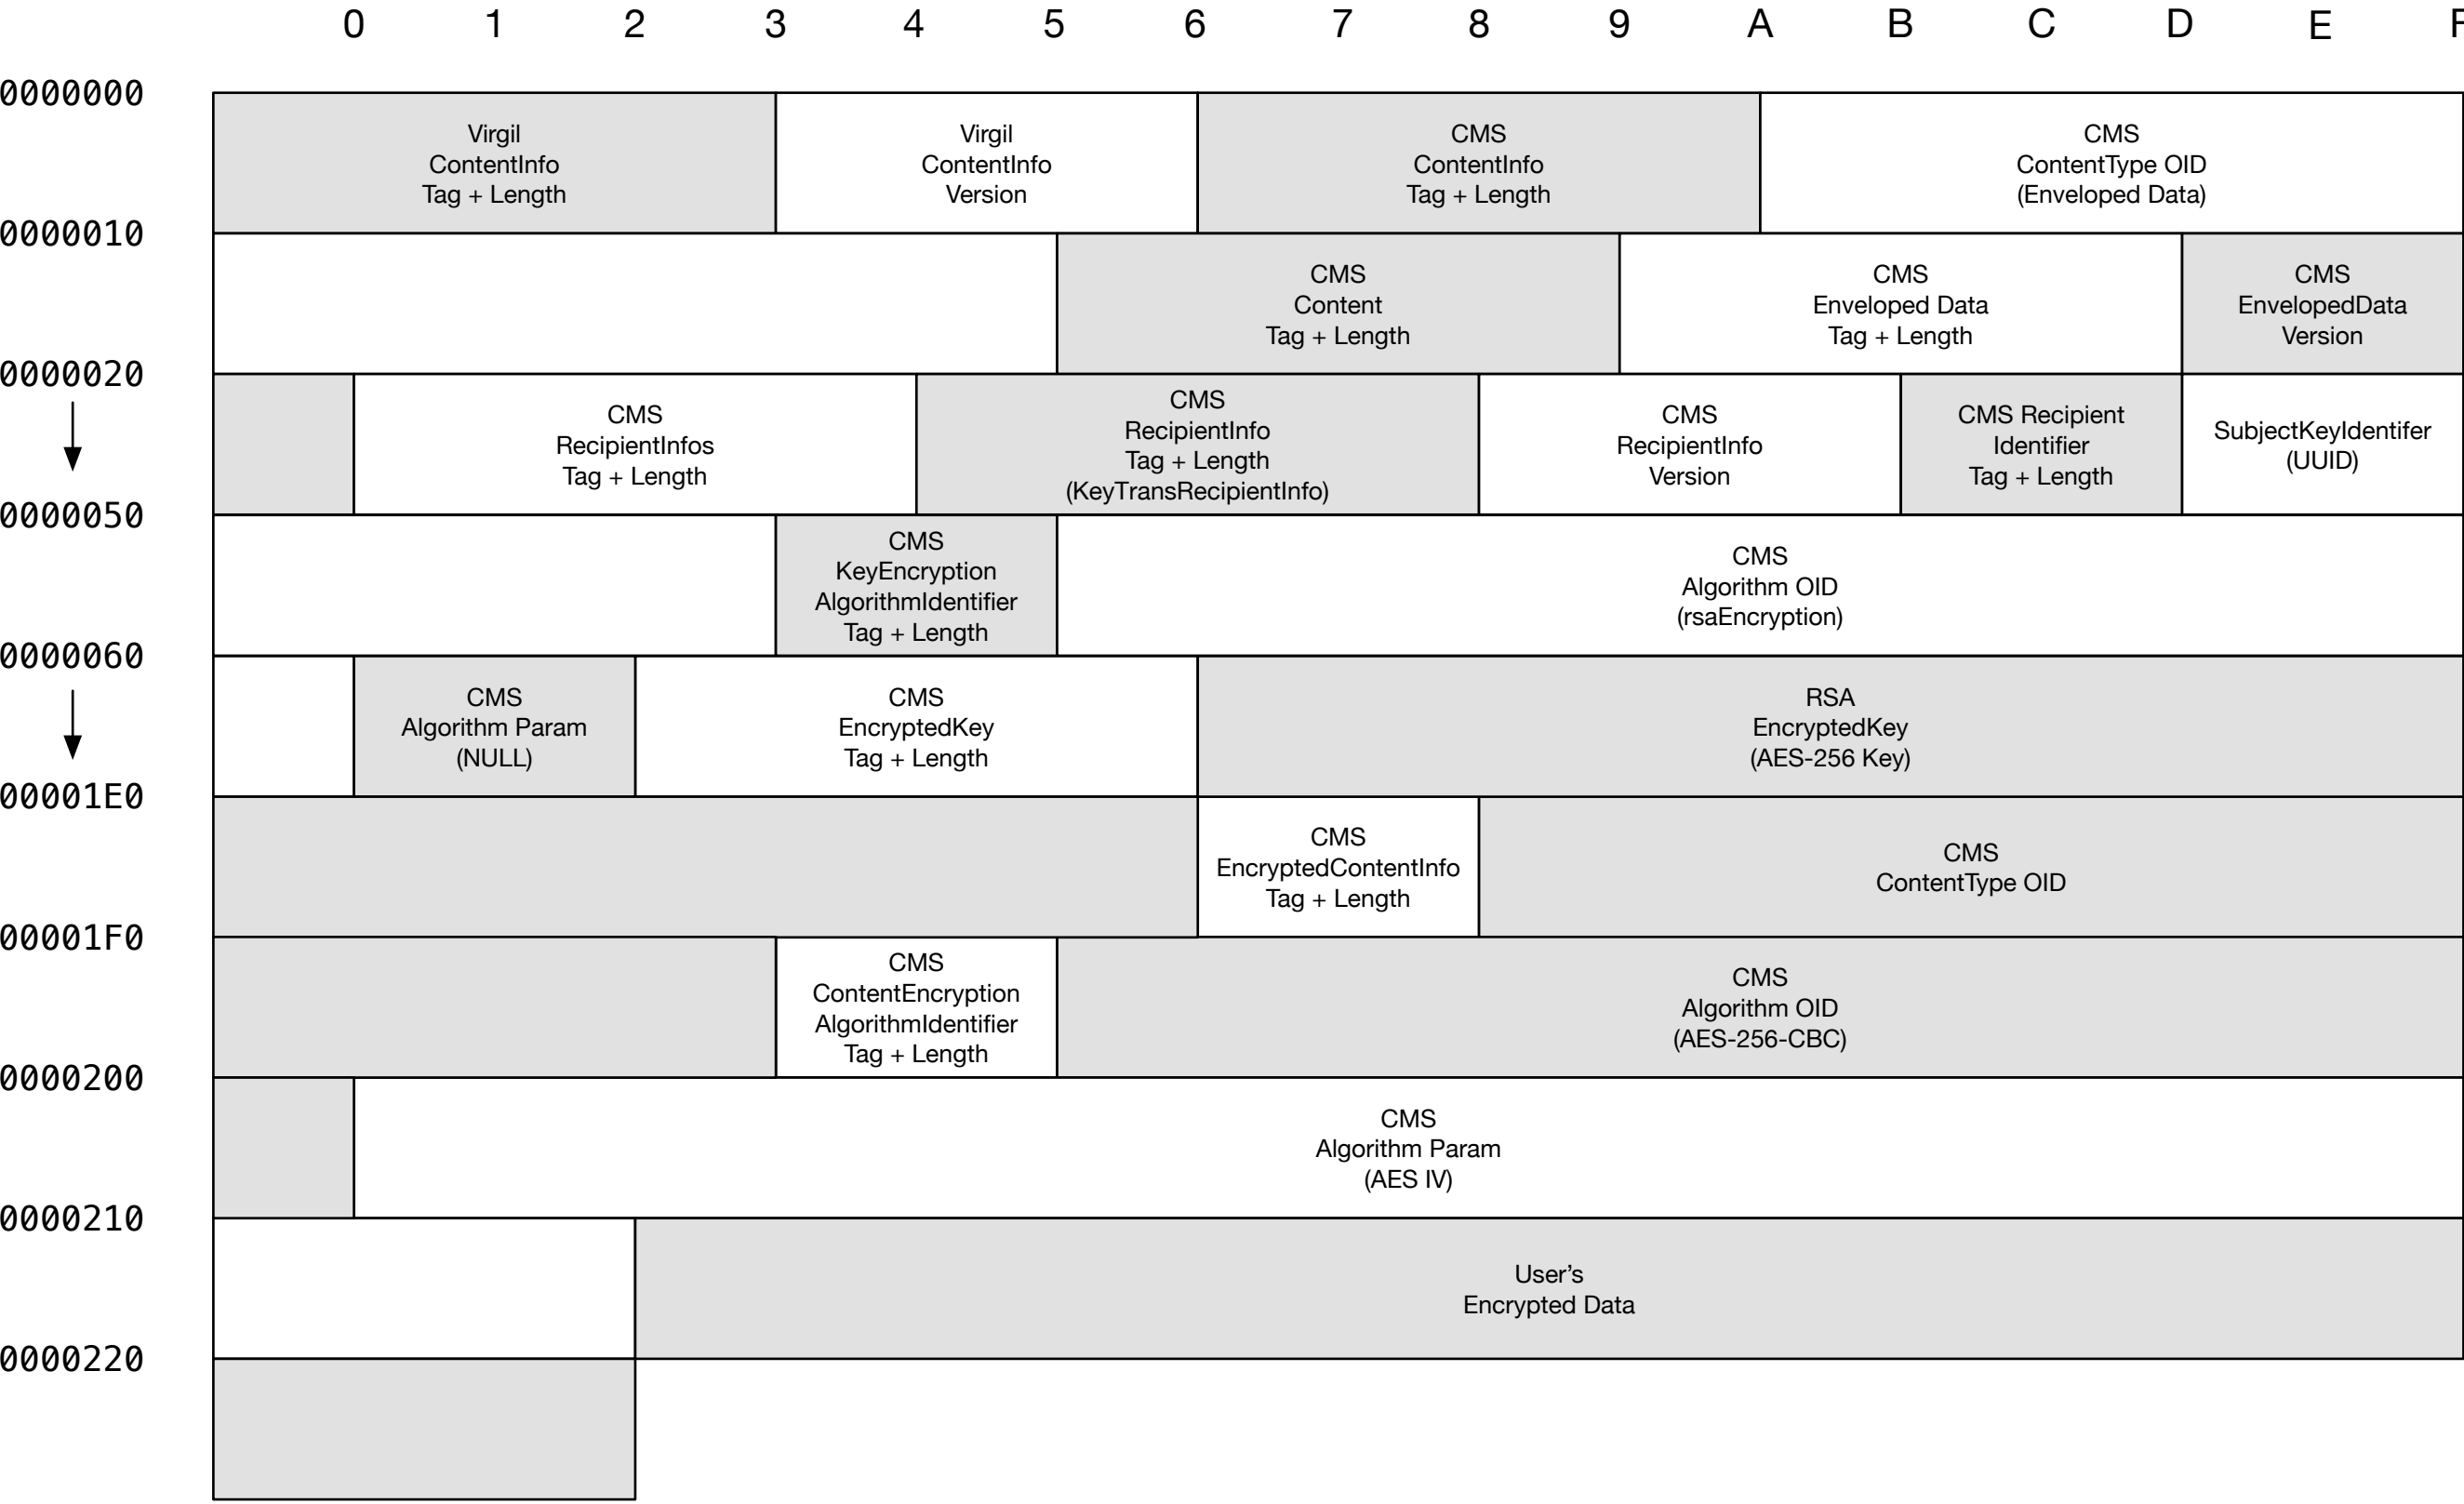 0 1 2 3 4 5 6 7 8 9 A B C D E F
0000000
Virgil
ContentInfo
Tag + Length
Virgil
ContentInfo
Version
CMS
ContentInfo
Tag + Length
CMS
ContentType OID
(Enveloped Data)
0000010
CMS
Content
Tag + Length
CMS
Enveloped Data
Tag + Length
CMS
EnvelopedData
Version
0000020
CMS
RecipientInfos
Tag + Length
CMS
RecipientInfo
Tag + Length
(KeyTransRecipientInfo)
CMS
RecipientInfo
Version
CMS Recipient
Identifier
Tag + Length
SubjectKeyIdentifer
(UUID)
0000050
CMS
KeyEncryption
AlgorithmIdentifier
Tag + Length
CMS
Algorithm OID
(rsaEncryption)
0000060
CMS
Algorithm Param
(NULL)
CMS
EncryptedKey
Tag + Length
RSA
EncryptedKey
(AES-256 Key)
00001E0
CMS
EncryptedContentInfo
Tag + Length
CMS
ContentType OID
00001F0
CMS
ContentEncryption
AlgorithmIdentifier
Tag + Length
CMS
Algorithm OID
(AES-256-CBC)
0000200
CMS
Algorithm Param
(AES IV)
0000210
User’s
Encrypted Data
0000220